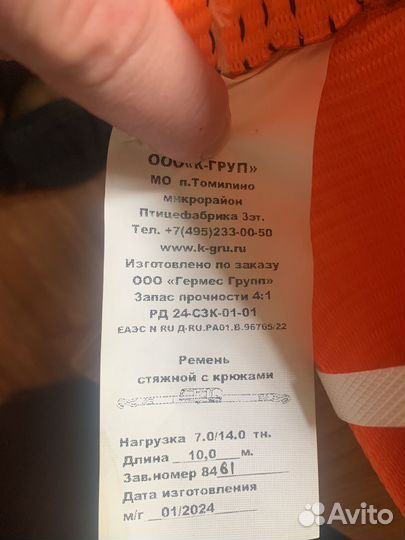 ООО«К-ГРУП»
МО п.Томилино
микрорайон
Птицефабрика 3эт.
Тел. +7(495)233-00-50
www.k-gru.ru
Изготовлено по заказу
ООО «Гермес Групп»
Запас прочности 4:1
РД 24-СЗК-01-01
ЕАЭС N RU Д-RU.РА01.В.96765/22
Ремень
стяжной с крюками
Нагрузка 7.0/14.0 тн.
Длина 10,0 м.
Зав.номер 8461
Дата изготовления
м/г 01/2024
Avito